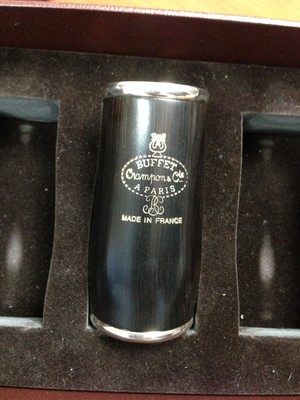 BUFFET
Crampon & Cie
A PARIS
MADE IN FRANCE